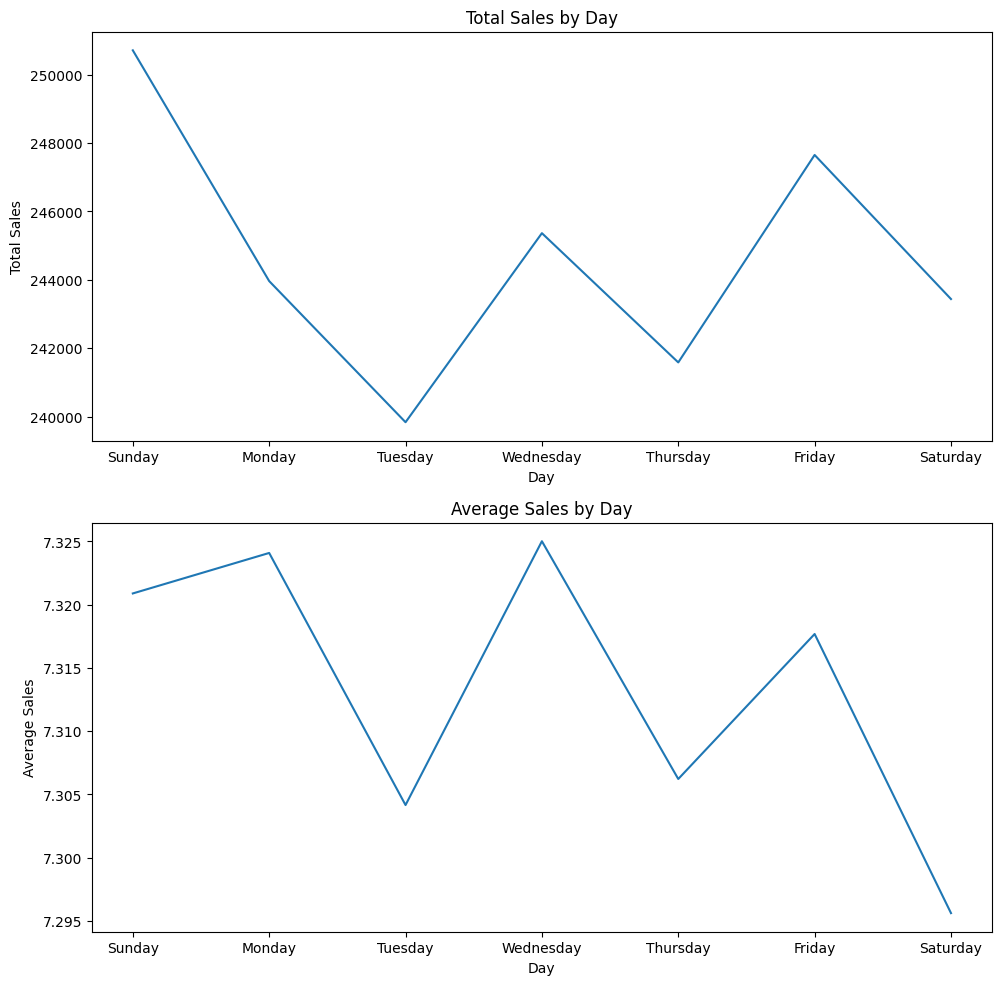 Total Sales by Day
Total Sales
250000
248000
246000
244000
242000
240000
Sunday Monday Tuesday Wednesday Thursday Friday Saturday
Day
Average Sales by Day
Average Sales
7.325
7.320
7.315
7.310
7.305
7.300
7.295
Sunday Monday Tuesday Wednesday Thursday Friday Saturday
Day